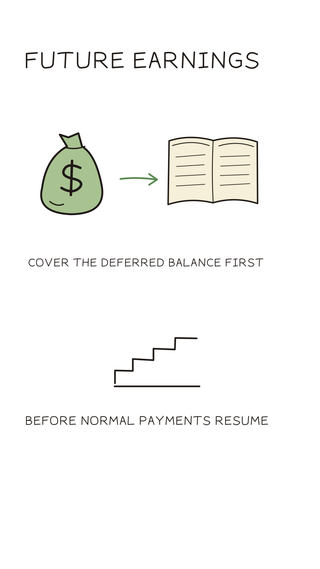 FUTURE EARNINGS
$
COVER THE DEFERRED BALANCE FIRST
BEFORE NORMAL PAYMENTS RESUME